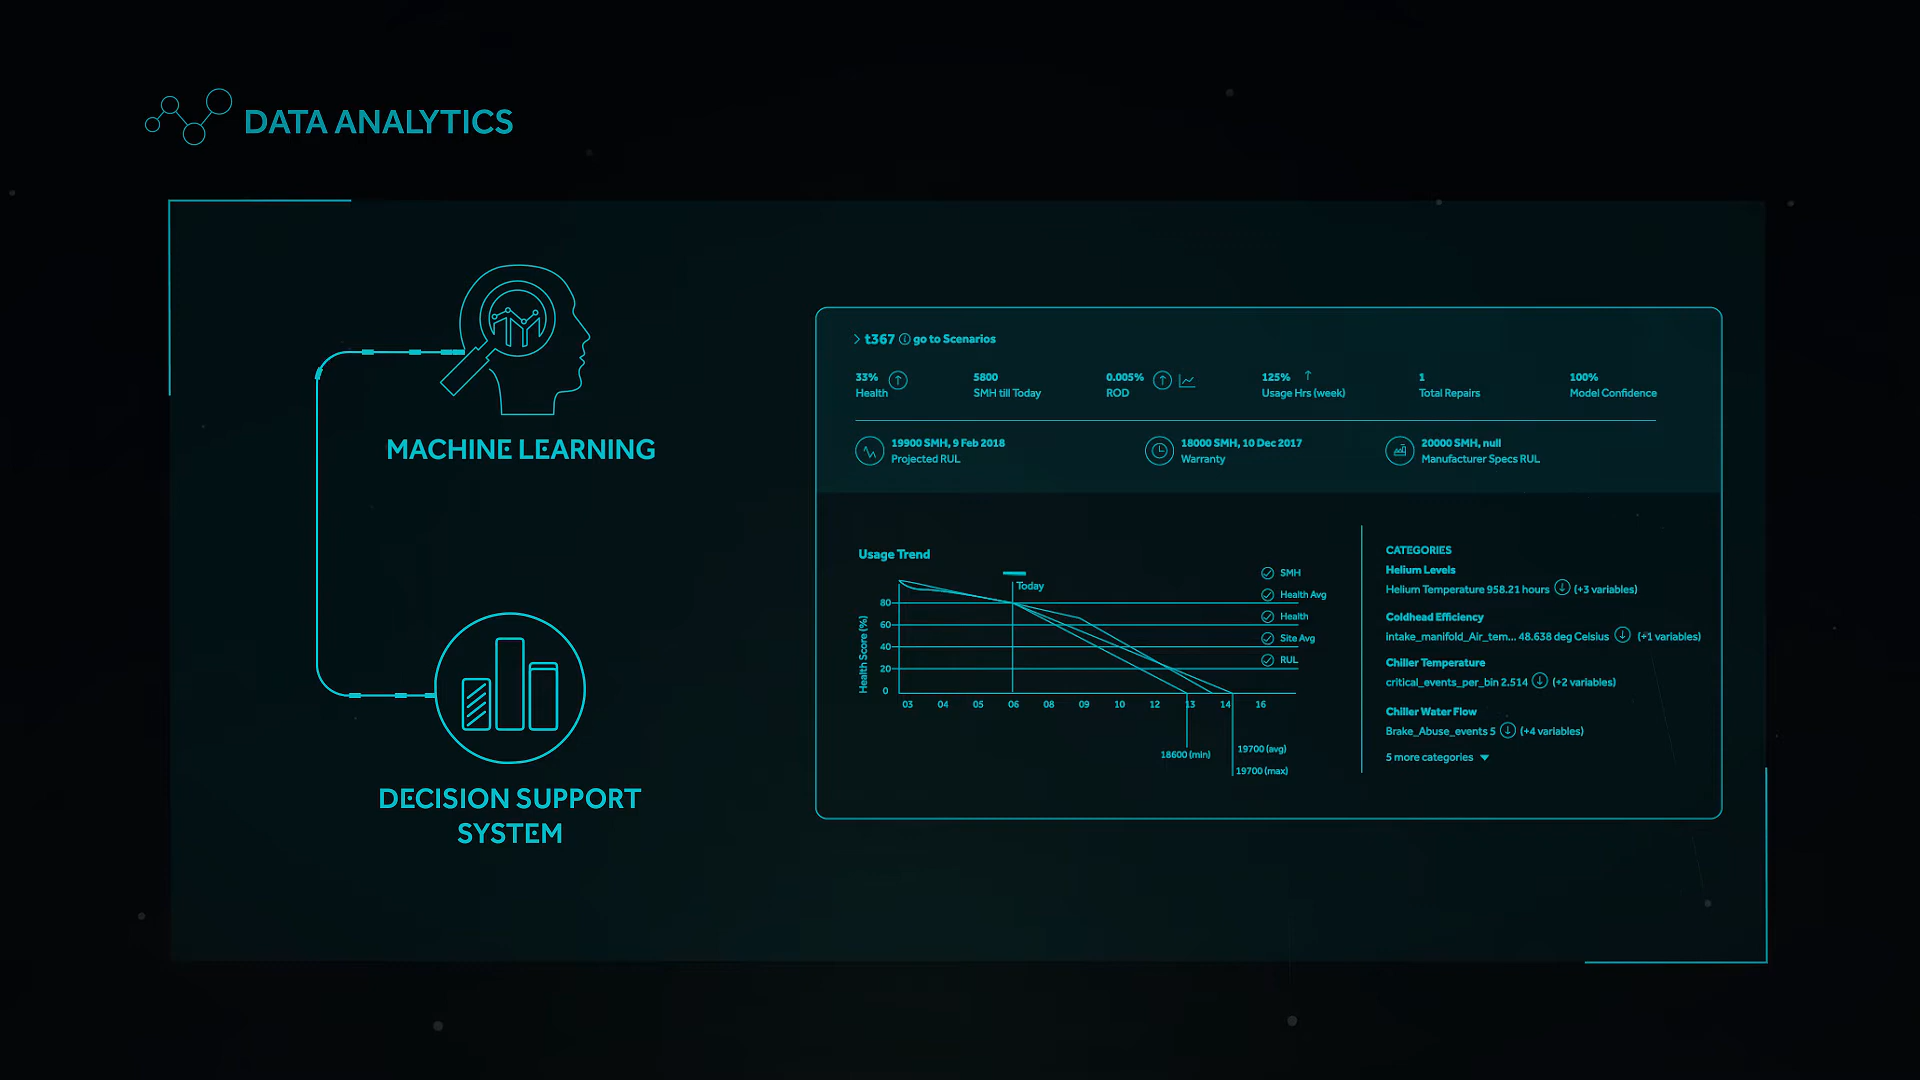 DATA ANALYTICS
MACHINE LEARNING
DECISION SUPPORT
SYSTEM
> t367 i go to Scenarios
33%
Health
5800
SMH till Today
0.005%
ROD
125%
Usage Hrs (week)
1
Total Repairs
100%
Model Confidence
19900 SMH, 9 Feb 2018
Projected RUL
18000 SMH, 10 Dec 2017
Warranty
20000 SMH, null
Manufacturer Specs RUL
Usage Trend
Today
Health Score (%)
80
60
40
20
0
03 04 05 06 08 09 10 12 13 14 16
18600 (min)
19700 (avg)
19700 (max)
SMH
Health Avg
Health
Site Avg
RUL
CATEGORIES
Helium Levels
Helium Temperature 958.21 hours (+3 variables)
Coldhead Efficiency
intake_manifold_Air_tem... 48.638 deg Celsius (+1 variables)
Chiller Temperature
critical_events_per_bin 2.514 (+2 variables)
Chiller Water Flow
Brake_Abuse_events 5 (+4 variables)
5 more categories